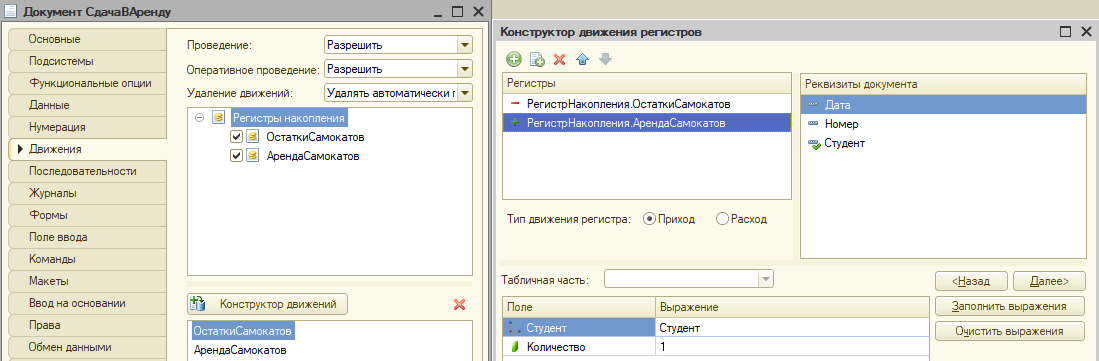 Документ СдачаВАренду
Основные
Подсистемы
Функциональные опции
Данные
Нумерация
Движения
Последовательности
Журналы
Формы
Поле ввода
Команды
Макеты
Ввод на основании
Права
Обмен данными
Проведение: Разрешить
Оперативное проведение: Разрешить
Удаление движений: Удалять автоматически г
Регистры накопления
ОстаткиСамокатов
АрендаСамокатов
Конструктор движений
ОстаткиСамокатов
АрендаСамокатов
Конструктор движения регистров
Регистры
РегистрНакопления.ОстаткиСамокатов
РегистрНакопления.АрендаСамокатов
Реквизиты документа
Дата
Номер
Студент
Тип движения регистра: Приход Расход
Табличная часть:
<Назад Далее>
Поле Выражение
Студент Студент
Количество 1
Заполнить выражения
Очистить выражения